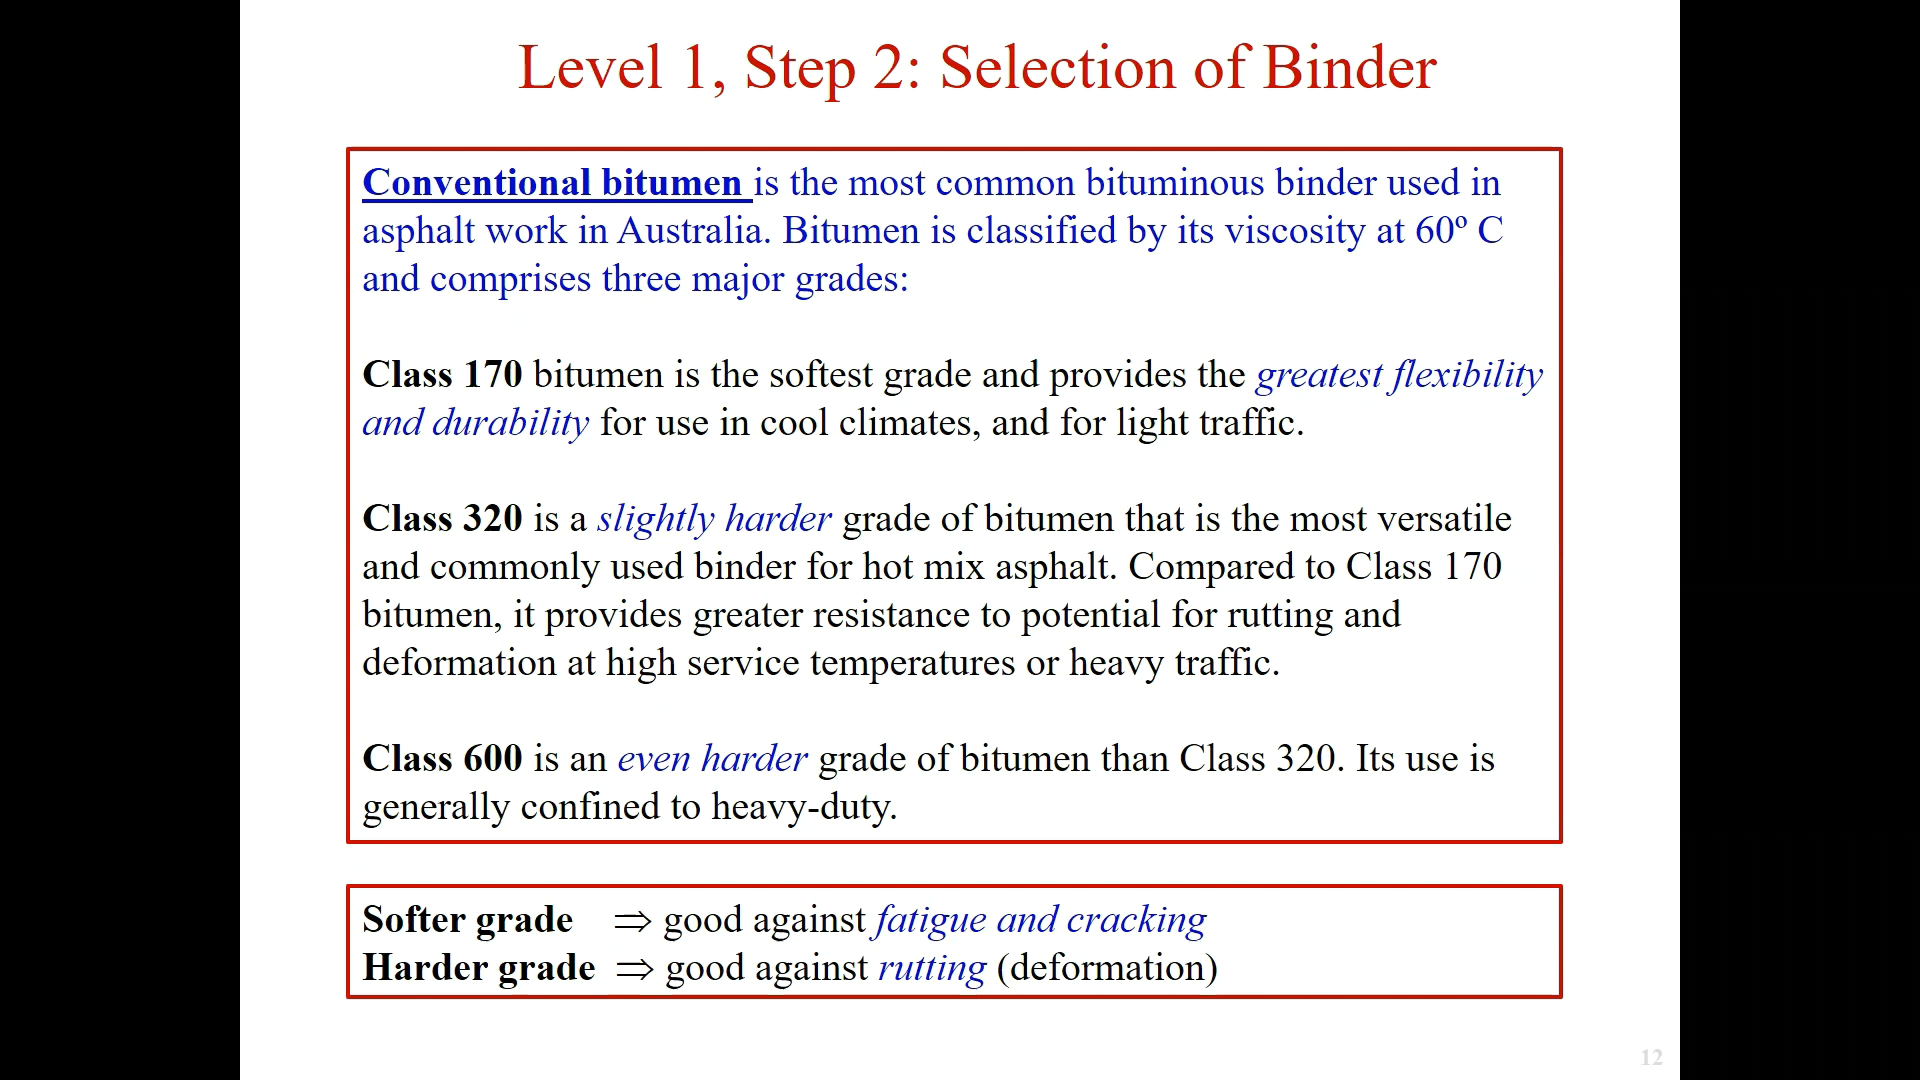 Level 1, Step 2: Selection of Binder
Conventional bitumen is the most common bituminous binder used in
asphalt work in Australia. Bitumen is classified by its viscosity at 60º C
and comprises three major grades:
Class 170 bitumen is the softest grade and provides the greatest flexibility
and durability for use in cool climates, and for light traffic.
Class 320 is a slightly harder grade of bitumen that is the most versatile
and commonly used binder for hot mix asphalt. Compared to Class 170
bitumen, it provides greater resistance to potential for rutting and
deformation at high service temperatures or heavy traffic.
Class 600 is an even harder grade of bitumen than Class 320. Its use is
generally confined to heavy-duty.
Softer grade ⇒ good against fatigue and cracking
Harder grade ⇒ good against rutting (deformation)
12